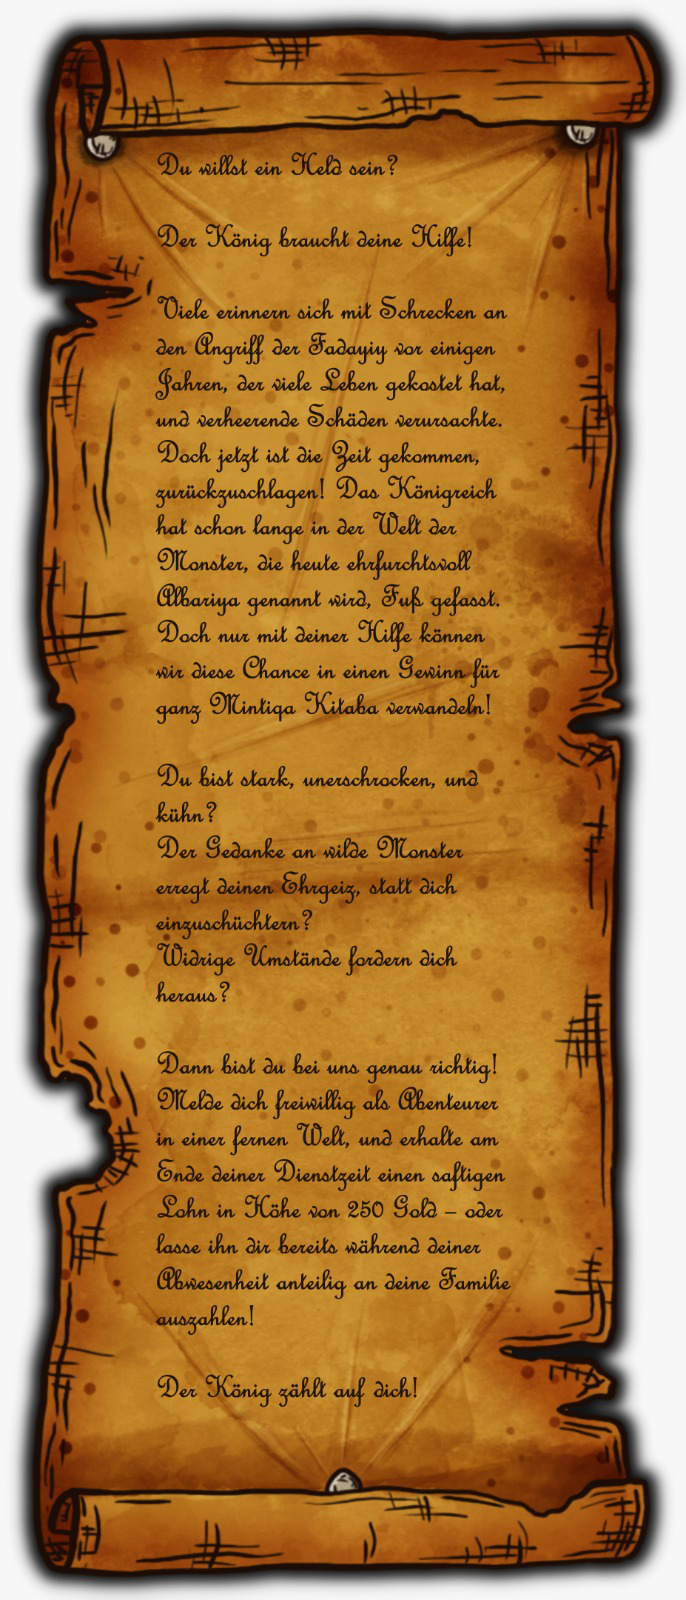 Du willst ein Held sein?
Der König braucht deine Hilfe!
Viele erinnern sich mit Schrecken an
den Angriff der Fadayiy vor einigen
Jahren, der viele Leben gekostet hat,
und verheerende Schäden verursachte.
Doch jetzt ist die Zeit gekommen,
zurückzuschlagen! Das Königreich
hat schon lange in der Welt der
Monster, die heute ehrfurchtsvoll
Albariya genannt wird, Fuß gefasst.
Doch nur mit deiner Hilfe können
wir diese Chance in einen Gewinn für
ganz Mintiqa Kitaba verwandeln!
Du bist stark, unerschrocken, und
kühn?
Der Gedanke an wilde Monster
erregt deinen Ehrgeiz, statt dich
einzuschüchtern?
Widrige Umstände fordern dich
heraus?
Dann bist du bei uns genau richtig!
Melde dich freiwillig als Abenteurer
in einer fernen Welt, und erhalte am
Ende deiner Dienstzeit einen saftigen
Lohn in Höhe von 250 Gold – oder
lasse ihn dir bereits während deiner
Abwesenheit anteilig an deine Familie
auszahlen!
Der König zählt auf dich!